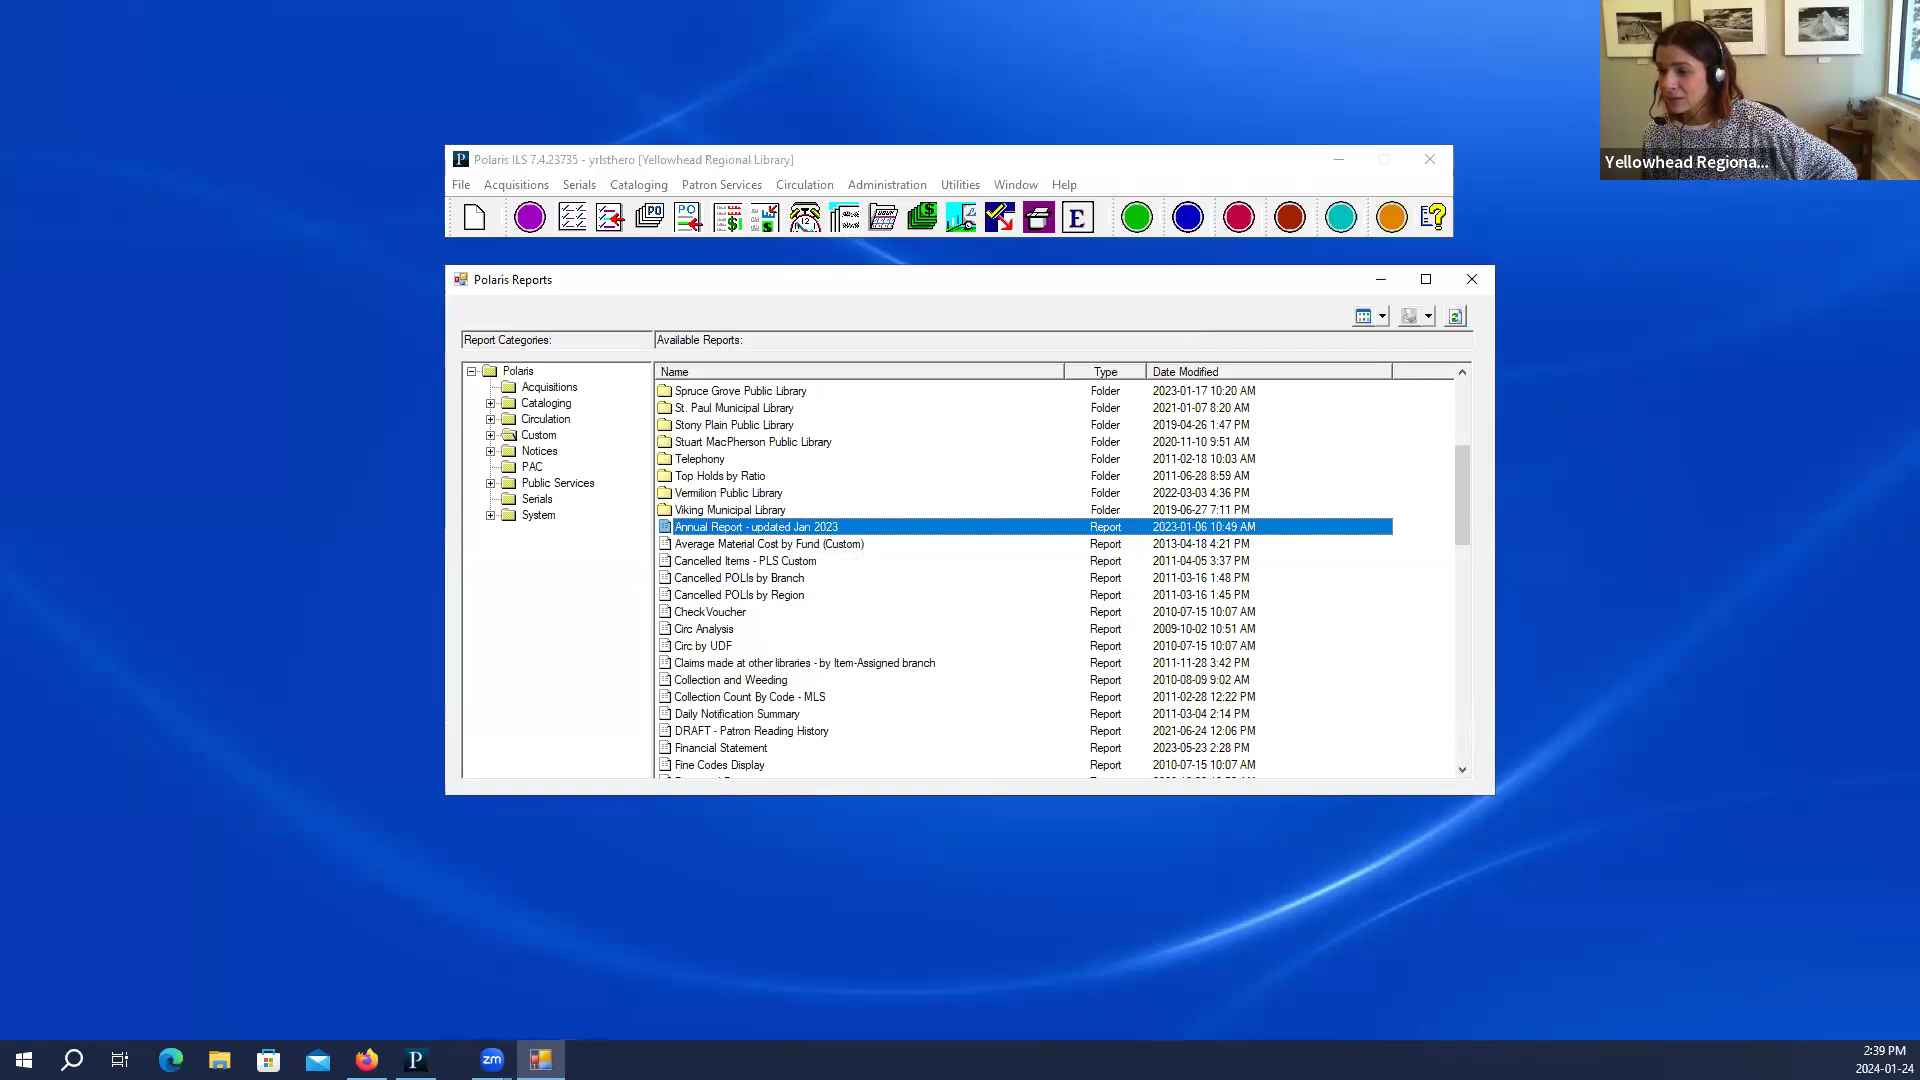 Yellowhead Regiona...
Polaris ILS 7.4.23735 - yrlsthero [Yellowhead Regional Library]
File Acquisitions Serials Cataloging Patron Services Circulation Administration Utilities Window Help
Polaris Reports
Report Categories: Available Reports:
Polaris
Acquisitions
Cataloging
Circulation
Custom
Notices
PAC
Public Services
Serials
System
Name Type Date Modified
Spruce Grove Public Library Folder 2023-01-17 10:20 AM
St. Paul Municipal Library Folder 2021-01-07 8:20 AM
Stony Plain Public Library Folder 2019-04-26 1:47 PM
Stuart MacPherson Public Library Folder 2020-11-10 9:51 AM
Telephony Folder 2011-02-18 10:03 AM
Top Holds by Ratio Folder 2011-06-28 8:59 AM
Vermilion Public Library Folder 2022-03-03 4:36 PM
Viking Municipal Library Folder 2019-06-27 7:11 PM
Annual Report - updated Jan 2023 Report 2023-01-06 10:49 AM
Average Material Cost by Fund (Custom) Report 2013-04-18 4:21 PM
Cancelled Items - PLS Custom Report 2011-04-05 3:37 PM
Cancelled POLIs by Branch Report 2011-03-16 1:48 PM
Cancelled POLIs by Region Report 2011-03-16 1:45 PM
CheckVoucher Report 2010-07-15 10:07 AM
Circ Analysis Report 2009-10-02 10:51 AM
Circ by UDF Report 2010-07-15 10:07 AM
Claims made at other libraries - by Item-Assigned branch Report 2011-11-28 3:42 PM
Collection and Weeding Report 2010-08-09 9:02 AM
Collection Count By Code - MLS Report 2011-02-28 12:22 PM
Daily Notification Summary Report 2011-03-04 2:14 PM
DRAFT - Patron Reading History Report 2021-06-24 12:06 PM
Financial Statement Report 2023-05-23 2:28 PM
Fine Codes Display Report 2010-07-15 10:07 AM
2:39 PM
2024-01-24